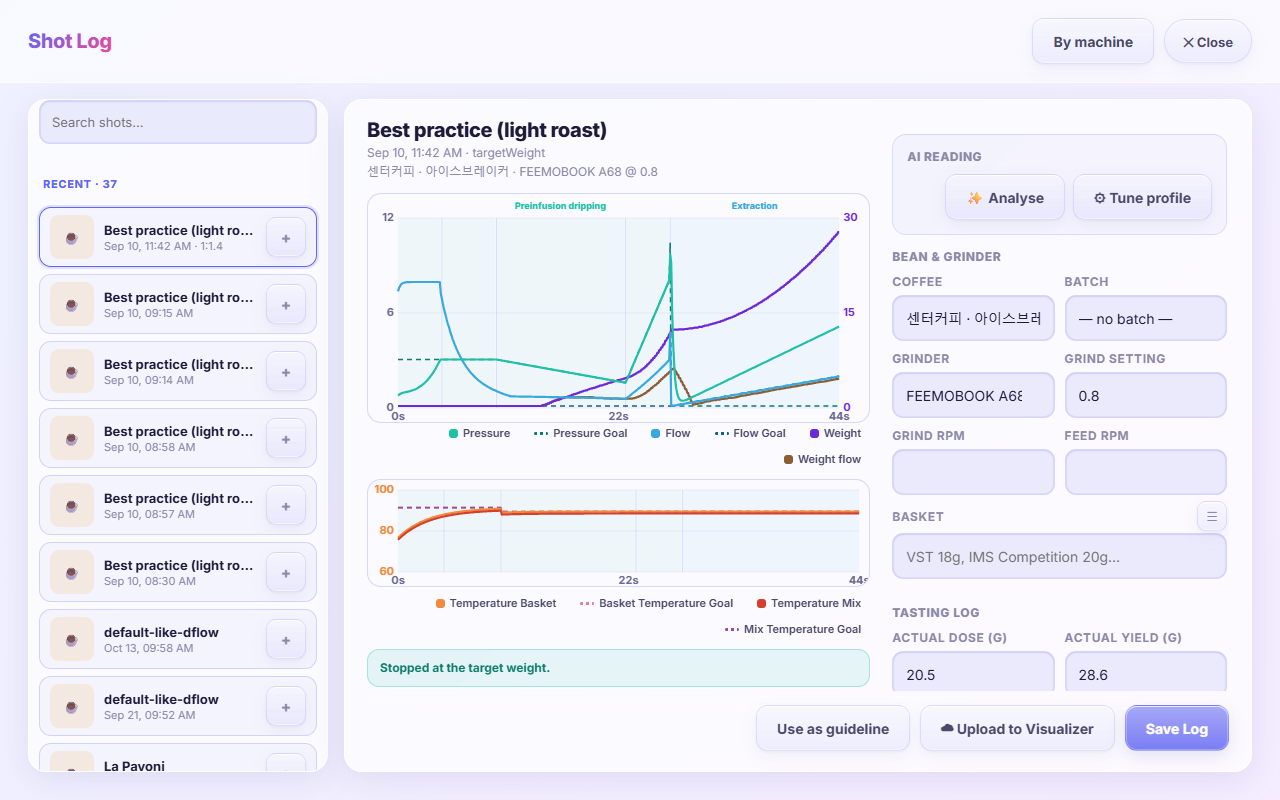 Shot Log
By machine
Close
Search shots...
RECENT · 37
Best practice (light ro...
Sep 10, 11:42 AM · 1:1.4
Best practice (light ro...
Sep 10, 09:15 AM
Best practice (light ro...
Sep 10, 09:14 AM
Best practice (light ro...
Sep 10, 08:58 AM
Best practice (light ro...
Sep 10, 08:57 AM
Best practice (light ro...
Sep 10, 08:30 AM
default-like-dflow
Oct 13, 09:58 AM
default-like-dflow
Sep 21, 09:52 AM
La Pavoni
Best practice (light roast)
Sep 10, 11:42 AM · targetWeight
센터커피 · 아이스브레이커 · FEEMOBOOK A68 @ 0.8
Preinfusion dripping
Extraction
12
30
6
15
0
0
0s
22s
44s
Pressure
Pressure Goal
Flow
Flow Goal
Weight
Weight flow
100
80
60
0s
22s
44s
Temperature Basket
Basket Temperature Goal
Temperature Mix
Mix Temperature Goal
Stopped at the target weight.
AI READING
✨ Analyse
⚙ Tune profile
BEAN & GRINDER
COFFEE
BATCH
센터커피 · 아이스브레
— no batch —
GRINDER
GRIND SETTING
FEEMOBOOK A68
0.8
GRIND RPM
FEED RPM
BASKET
VST 18g, IMS Competition 20g...
TASTING LOG
ACTUAL DOSE (G)
ACTUAL YIELD (G)
20.5
28.6
Use as guideline
Upload to Visualizer
Save Log